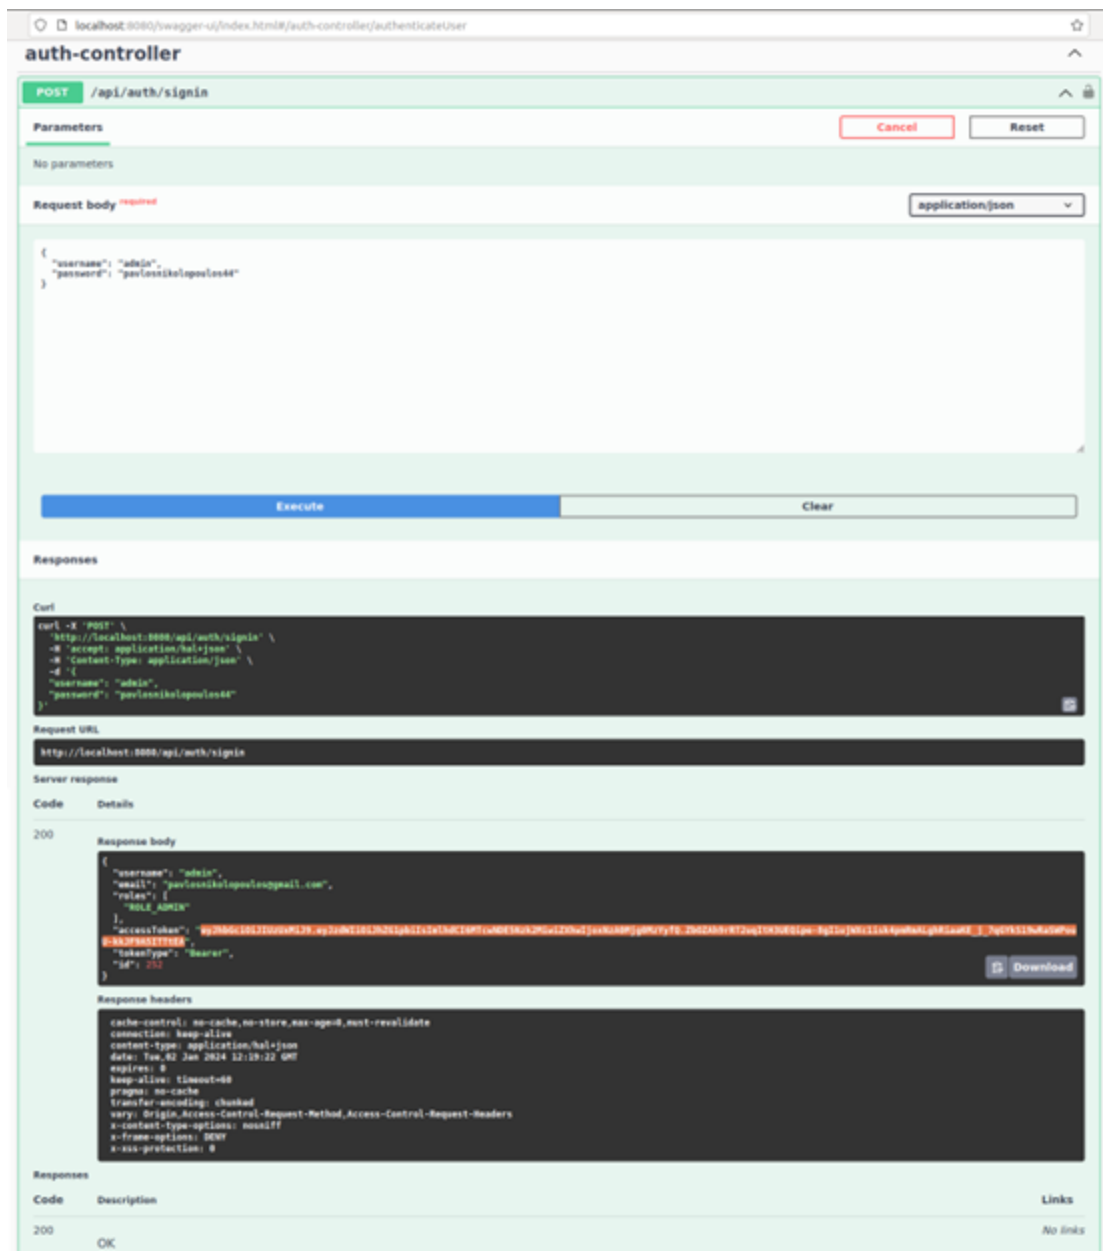 localhost:8080/swagger-ui/index.html#/auth-controller/authenticateUser
auth-controller
POST /api/auth/signin
Parameters
Cancel
Reset
No parameters
Request body required
application/json
{
"username": "admin",
"password": "pavlosnikolopoulos44"
}
Execute
Clear
Responses
Curl
curl -X 'POST' \
'http://localhost:8080/api/auth/signin' \
-H 'accept: application/hal+json' \
-H 'Content-Type: application/json' \
-d '{
"username": "admin",
"password": "pavlosnikolopoulos44"
}'
Request URL
http://localhost:8080/api/auth/signin
Server response
Code Details
200
Response body
{
"username": "admin",
"email": "pavlosnikolopoulos@gmail.com",
"roles": [
"ROLE_ADMIN"
],
"accessToken": "
",
"tokenType": "Bearer",
"id": 252
}
Download
Response headers
cache-control: no-cache,no-store,max-age=0,must-revalidate
connection: keep-alive
content-type: application/hal+json
date: Tue,02 Jan 2024 12:19:22 GMT
expires: 0
keep-alive: timeout=60
pragma: no-cache
transfer-encoding: chunked
vary: Origin,Access-Control-Request-Method,Access-Control-Request-Headers
x-content-type-options: nosniff
x-frame-options: DENY
x-xss-protection: 0
Responses
Code Description Links
200 No links
OK